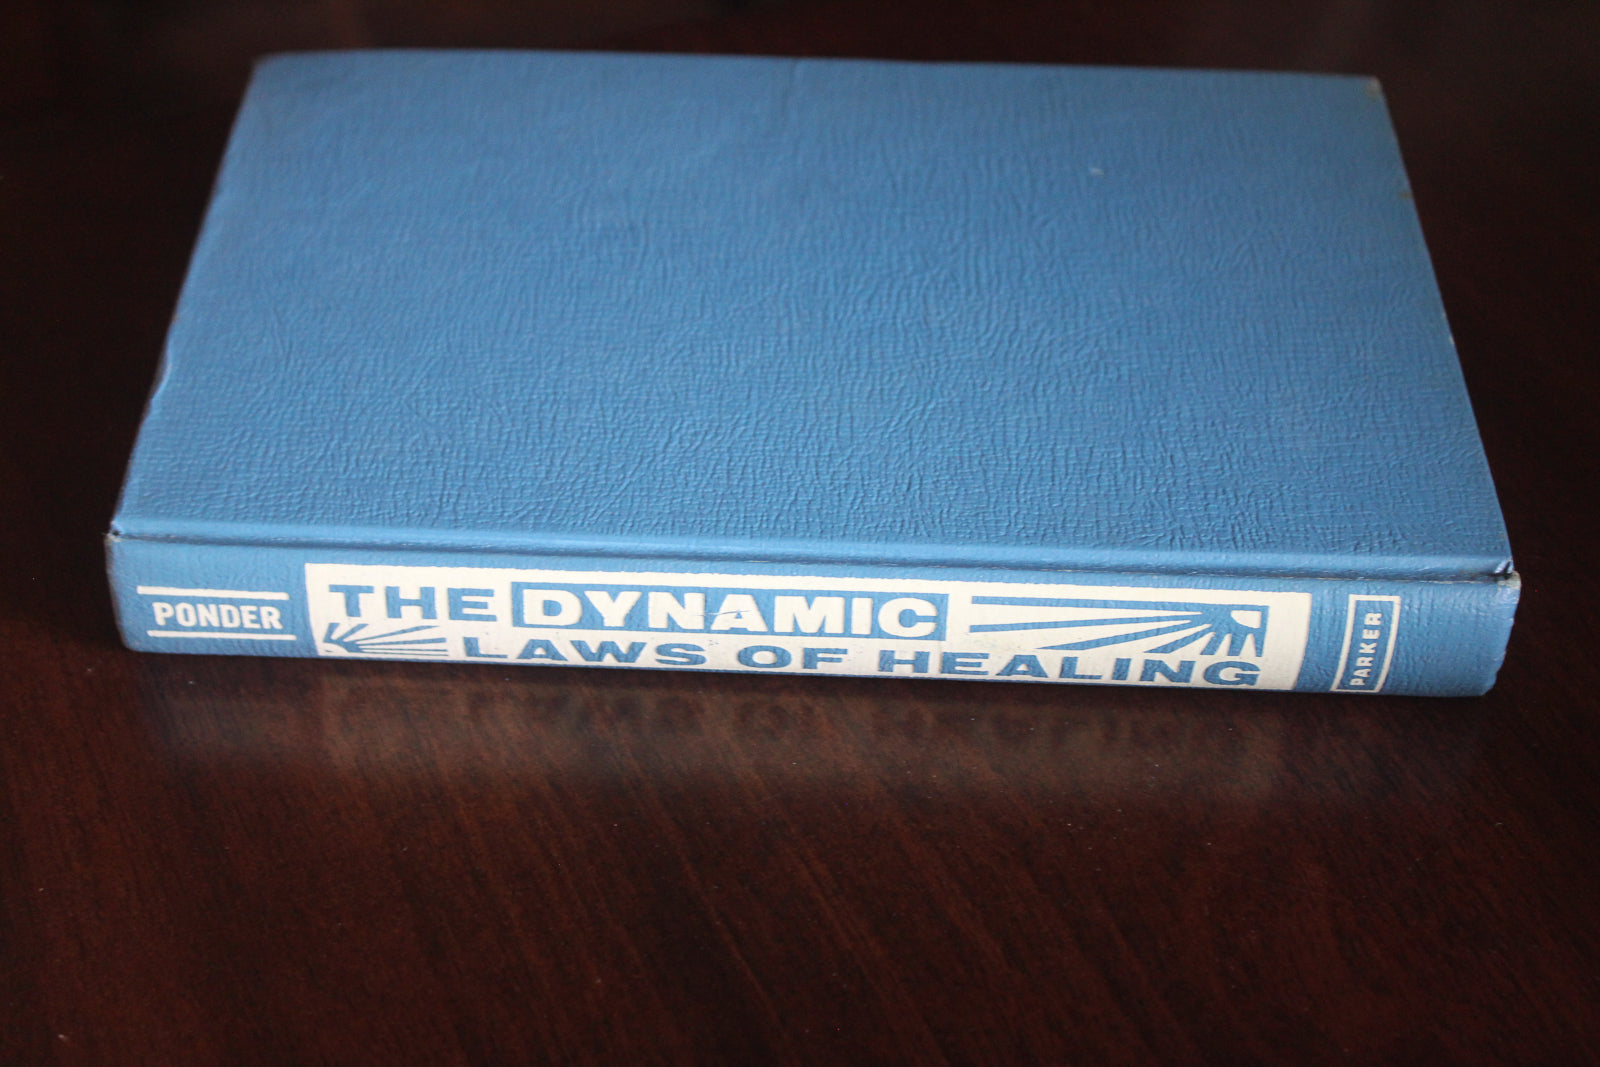 PONDER
THE DYNAMIC
LAWS OF HEALING
PARKER